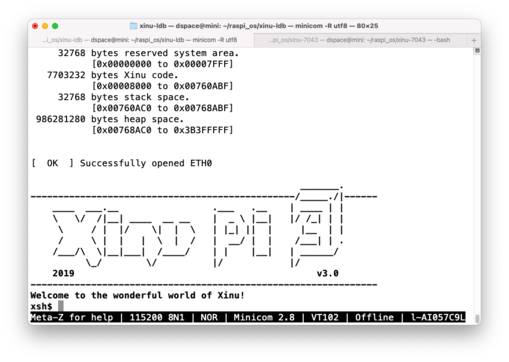 xinu-ldb — dspace@mini: ~/raspi_os/xinu-ldb — minicom -R utf8 — 80×25
..i_os/xinu-ldb — dspace@mini: ~/raspi_os/xinu-ldb — minicom -R utf8 ...pi_os/xinu-7043 — dspace@mini: ~/raspi_os/xinu-7043 — -bash +
32768 bytes reserved system area.
[0x00000000 to 0x00007FFF]
7703232 bytes Xinu code.
[0x00008000 to 0x00760ABF]
32768 bytes stack space.
[0x00760AC0 to 0x00768ABF]
986281280 bytes heap space.
[0x00768AC0 to 0x3B3FFFFF]
[ OK ] Successfully opened ETH0
Xinu Pi 3
2019 v3.0
Welcome to the wonderful world of Xinu!
xsh$
Meta-Z for help | 115200 8N1 | NOR | Minicom 2.8 | VT102 | Offline | l-AI057C9L